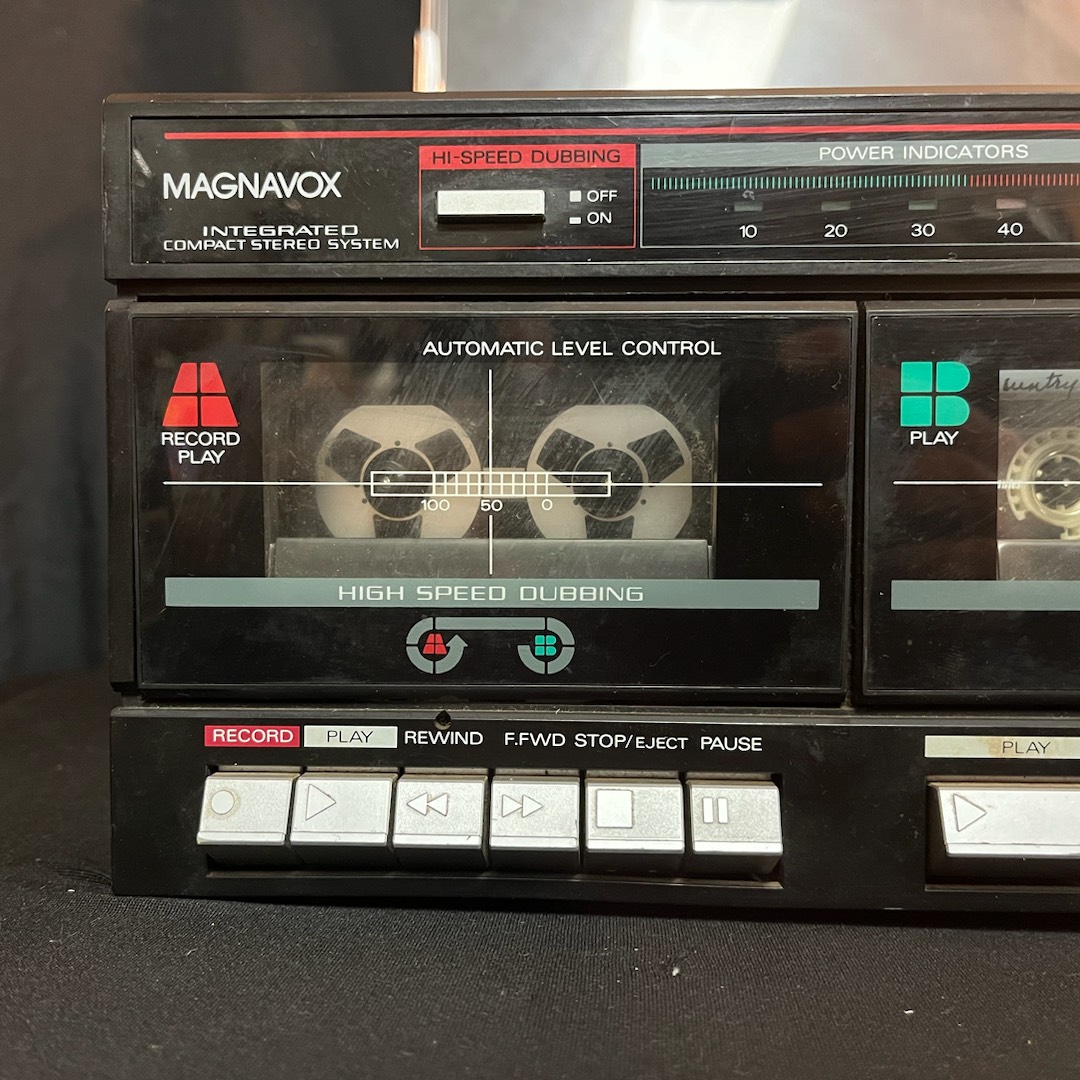 MAGNAVOX
INTEGRATED
COMPACT STEREO SYSTEM
HI-SPEED DUBBING
OFF
ON
POWER INDICATORS
10 20 30 40
AUTOMATIC LEVEL CONTROL
A
RECORD
PLAY
100 50 0
HIGH SPEED DUBBING
A B
B
PLAY
RECORD PLAY REWIND F.FWD STOP/EJECT PAUSE
PLAY